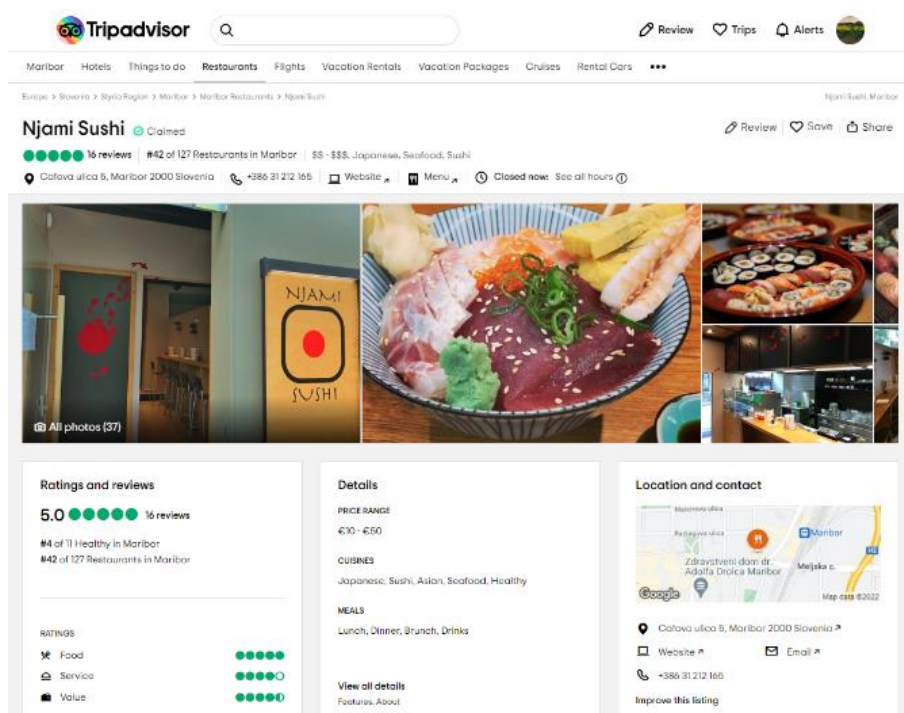 Tripadvisor
Review Trips Alerts
Maribor Hotels Things to do Restaurants Flights Vacation Rentals Vacation Packages Cruises Rental Cars •••
Europe > Slovenia > Styria Region > Maribor > Maribor Restaurants > Njami Sushi Njami Sushi, Maribor
Njami Sushi Claimed Review Save Share
16 reviews #42 of 127 Restaurants in Maribor $$ - $$$, Japanese, Seafood, Sushi
Cafova ulica 5, Maribor 2000 Slovenia +386 31 212 165 Website Menu Closed now: See all hours
NJAMI
SUSHI
All photos (37)
Ratings and reviews
5.0 16 reviews
#4 of 11 Healthy in Maribor
#42 of 127 Restaurants in Maribor
RATINGS
Food
Service
Value
Details
PRICE RANGE
€10 - €50
CUISINES
Japanese, Sushi, Asian, Seafood, Healthy
MEALS
Lunch, Dinner, Brunch, Drinks
View all details
Features, About
Location and contact
Maribor
Zdravstveni dom dr.
Adolfa Drolca Maribor
Meljska c.
Google
Map data ©2022
Cafova ulica 5, Maribor 2000 Slovenia
Website Email
+386 31 212 165
Improve this listing